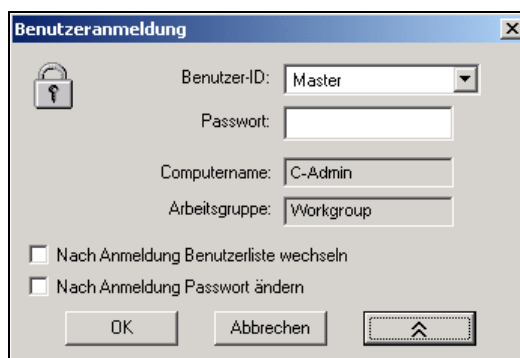 Benutzeranmeldung
Benutzer-ID: Master
Passwort:
Computername: C-Admin
Arbeitsgruppe: Workgroup
Nach Anmeldung Benutzerliste wechseln
Nach Anmeldung Passwort ändern
OK Abbrechen